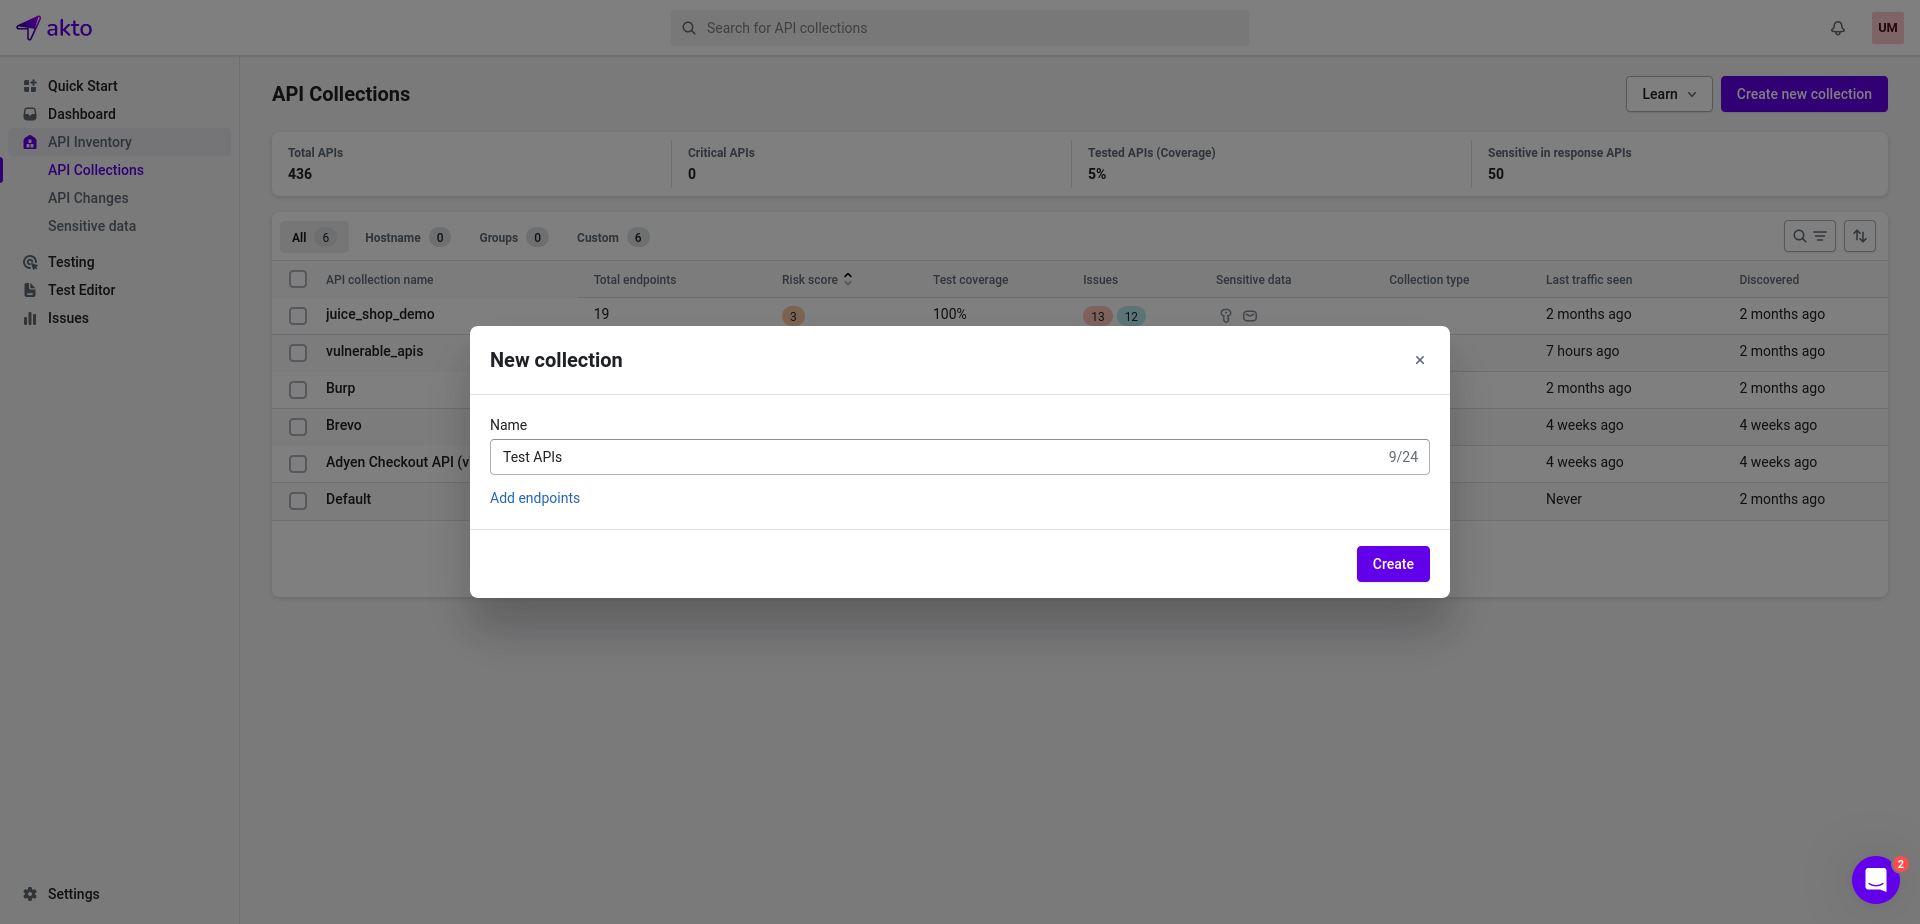 akto
Search for API collections
UM
Quick Start
Dashboard
API Inventory
API Collections
API Changes
Sensitive data
Testing
Test Editor
Issues
Settings
API Collections
Learn
Create new collection
Total APIs
436
Critical APIs
0
Tested APIs (Coverage)
5%
Sensitive in response APIs
50
All 6 Hostname 0 Groups 0 Custom 6
API collection name Total endpoints Risk score Test coverage Issues Sensitive data Collection type Last traffic seen Discovered
juice_shop_demo 19 3 100% 13 12 2 months ago 2 months ago
vulnerable_apis 7 hours ago 2 months ago
Burp 2 months ago 2 months ago
Brevo 4 weeks ago 4 weeks ago
Adyen Checkout API (v 4 weeks ago 4 weeks ago
Default Never 2 months ago
New collection
Name
Test APIs 9/24
Add endpoints
Create
2